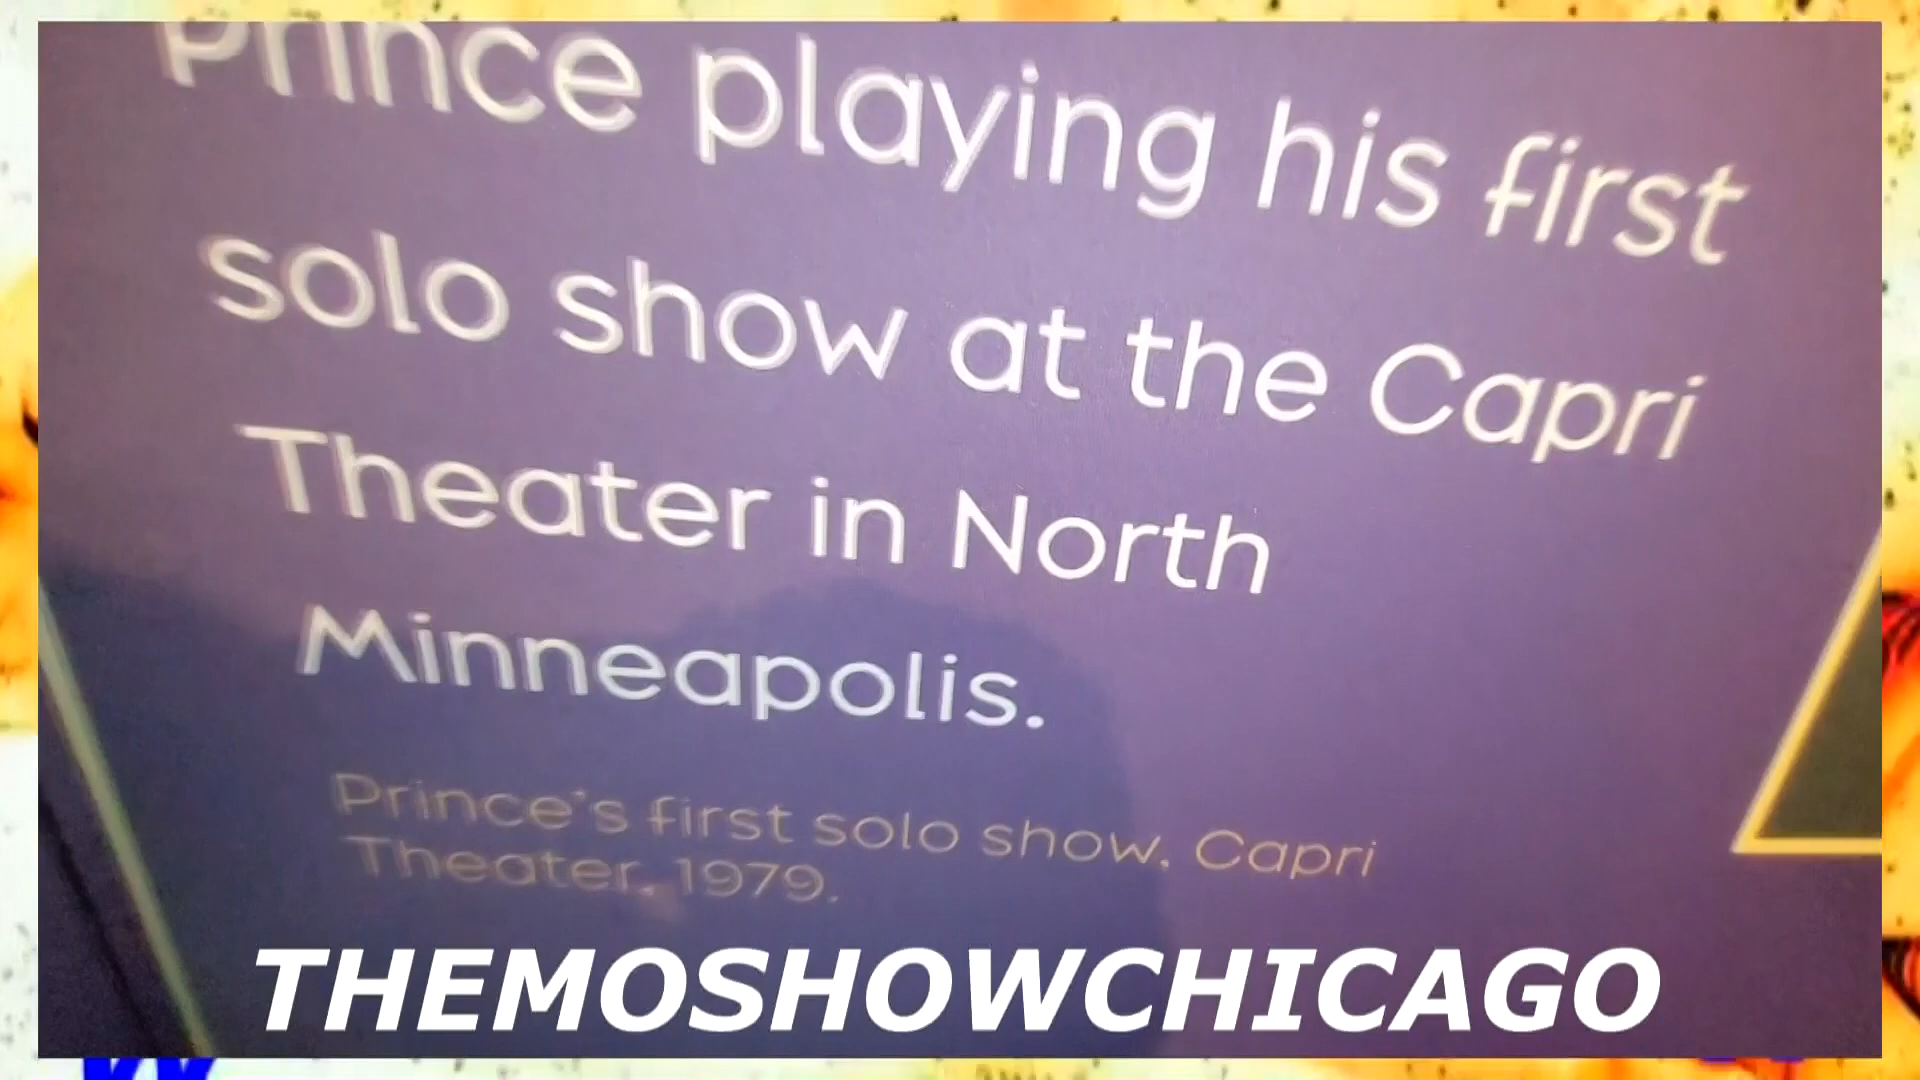 Prince playing his first
solo show at the Capri
Theater in North
Minneapolis.
Prince's first solo show, Capri
Theater, 1979.
THEMOSHOWCHICAGO